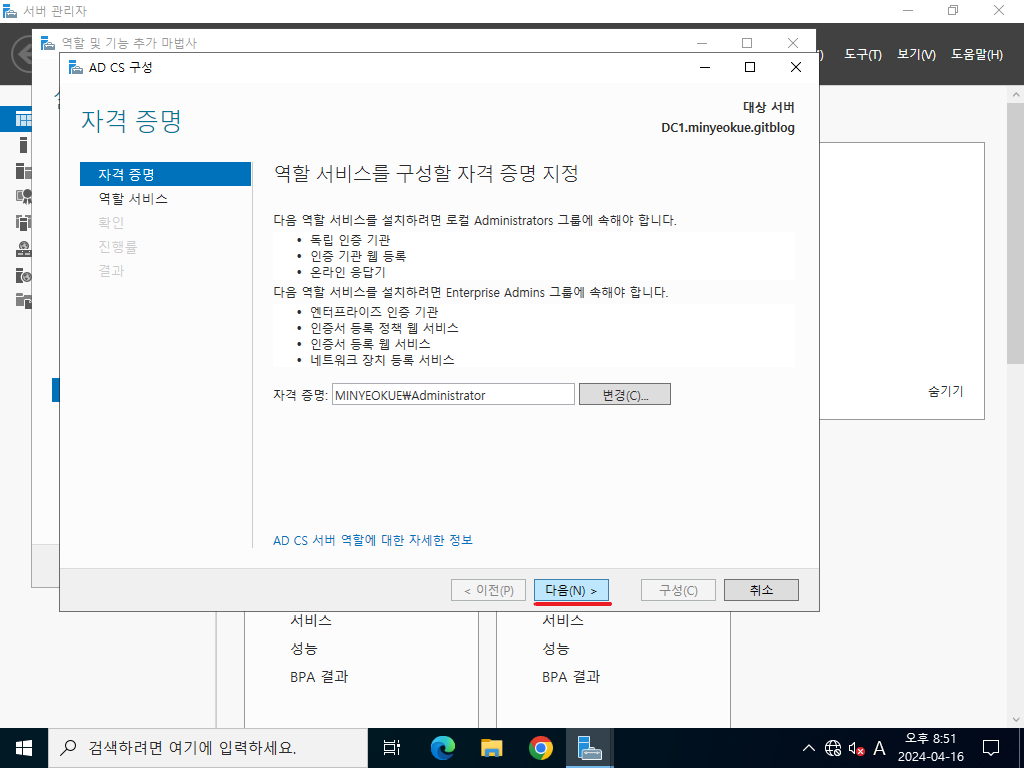 서버 관리자
역할 및 기능 추가 마법사
도구(T) 보기(V) 도움말(H)
AD CS 구성
자격 증명
대상 서버
DC1.minyeokue.gitblog
자격 증명
역할 서비스
확인
진행률
결과
역할 서비스를 구성할 자격 증명 지정
다음 역할 서비스를 설치하려면 로컬 Administrators 그룹에 속해야 합니다.
• 독립 인증 기관
• 인증 기관 웹 등록
• 온라인 응답기
다음 역할 서비스를 설치하려면 Enterprise Admins 그룹에 속해야 합니다.
• 엔터프라이즈 인증 기관
• 인증서 등록 정책 웹 서비스
• 인증서 등록 웹 서비스
• 네트워크 장치 등록 서비스
자격 증명: MINYEOKUE₩Administrator 변경(C)...
숨기기
AD CS 서버 역할에 대한 자세한 정보
< 이전(P) 다음(N) > 구성(C) 취소
서비스 서비스
성능 성능
BPA 결과 BPA 결과
검색하려면 여기에 입력하세요.
A
오후 8:51
2024-04-16